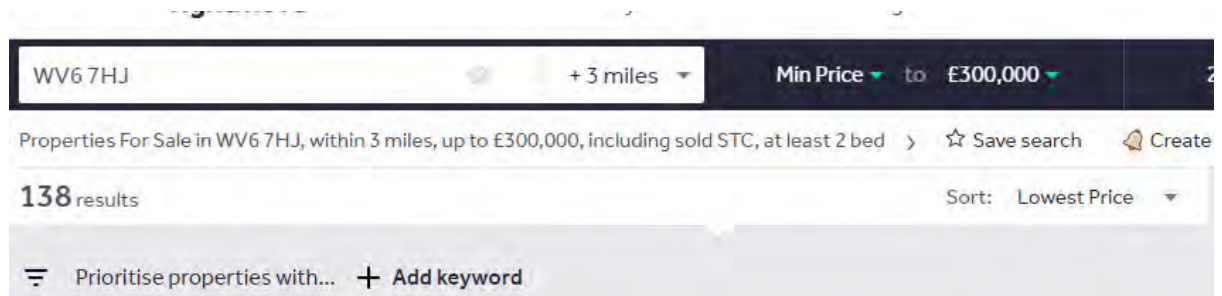 WV6 7HJ + 3 miles Min Price to £300,000 2
Properties For Sale in WV6 7HJ, within 3 miles, up to £300,000, including sold STC, at least 2 bed > Save search Create
138 results Sort: Lowest Price
Prioritise properties with... + Add keyword